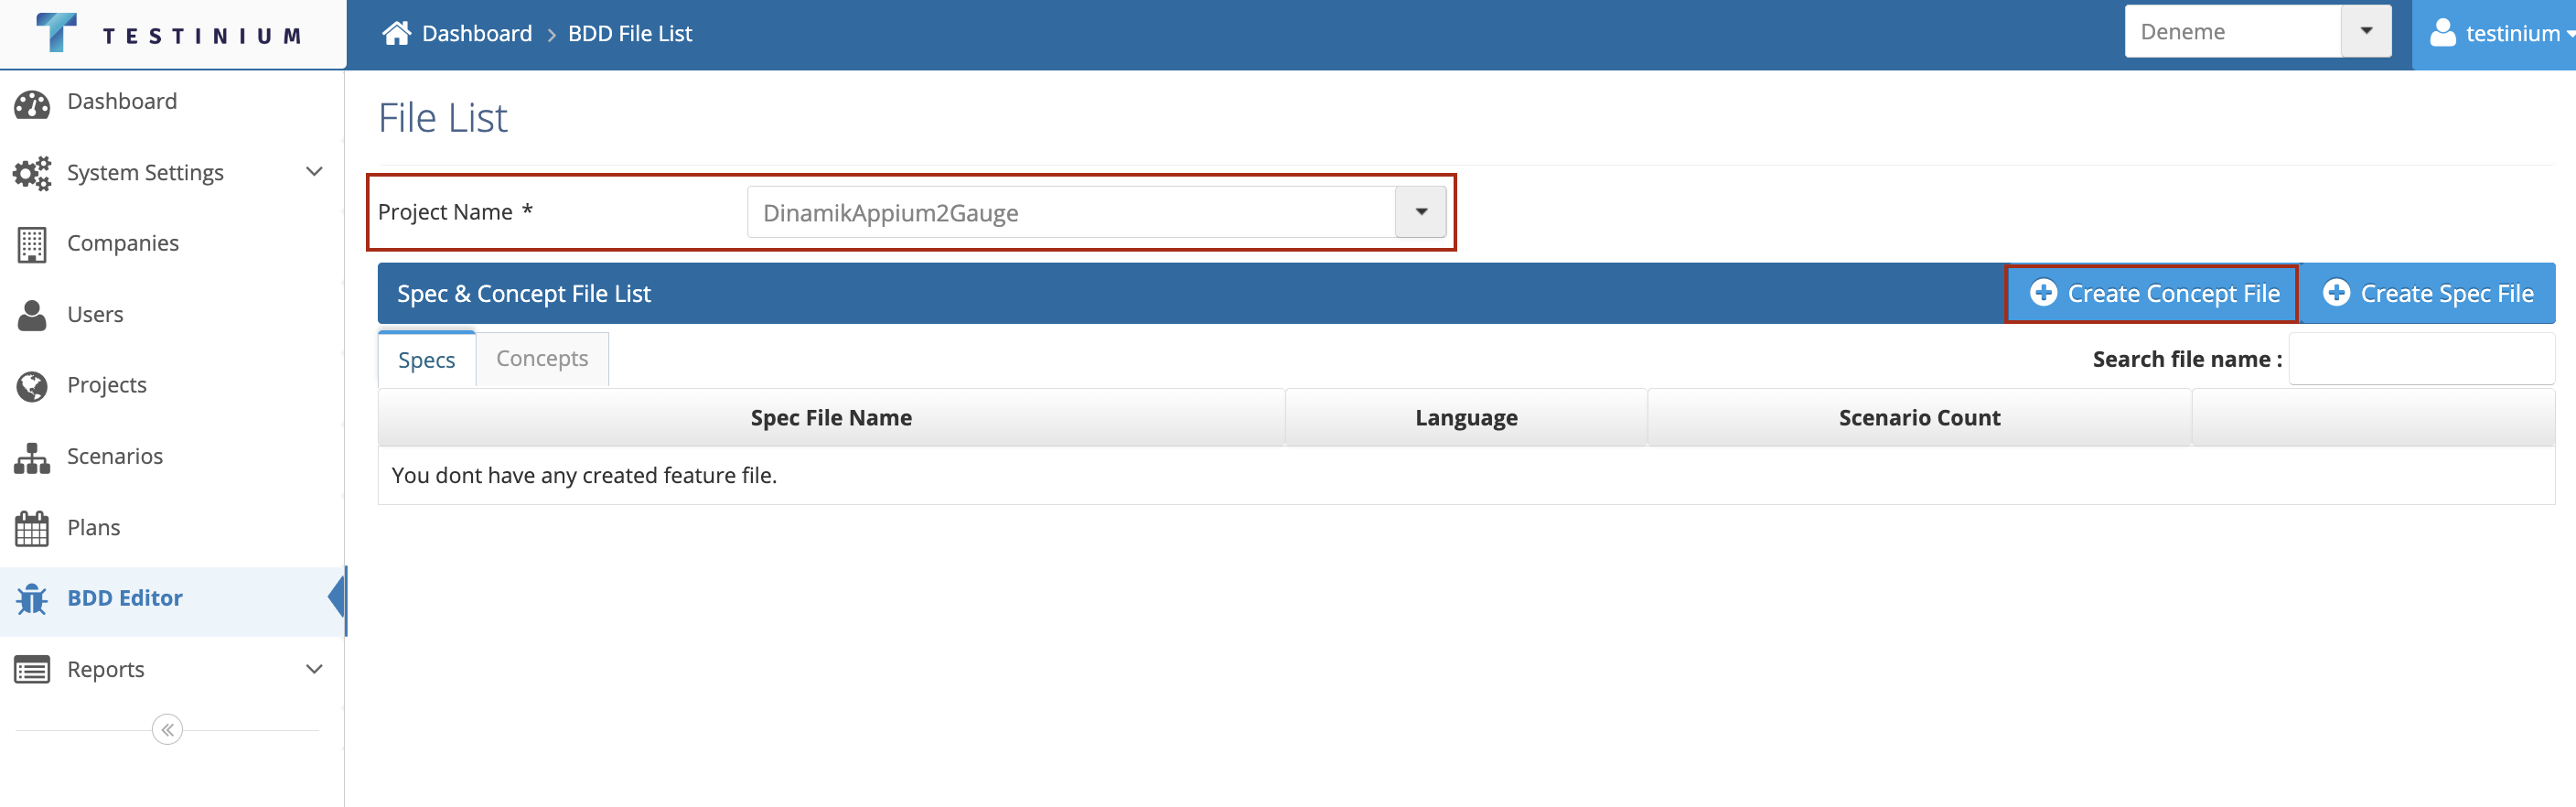 TESTINIUM
Dashboard > BDD File List
Deneme
testinium
Dashboard
System Settings
Companies
Users
Projects
Scenarios
Plans
BDD Editor
Reports
File List
Project Name *
DinamikAppium2Gauge
Spec & Concept File List
Create Concept File
Create Spec File
Specs
Concepts
Search file name :
Spec File Name
Language
Scenario Count
You dont have any created feature file.